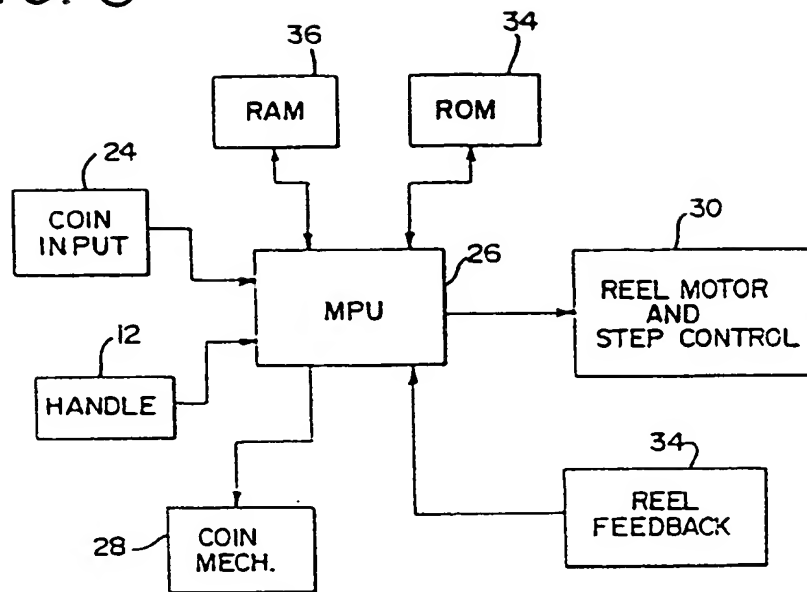 36
34
RAM
ROM
24
COIN
INPUT
26
MPU
30
REEL MOTOR
AND
STEP CONTROL
12
HANDLE
34
REEL
FEEDBACK
28
COIN
MECH.